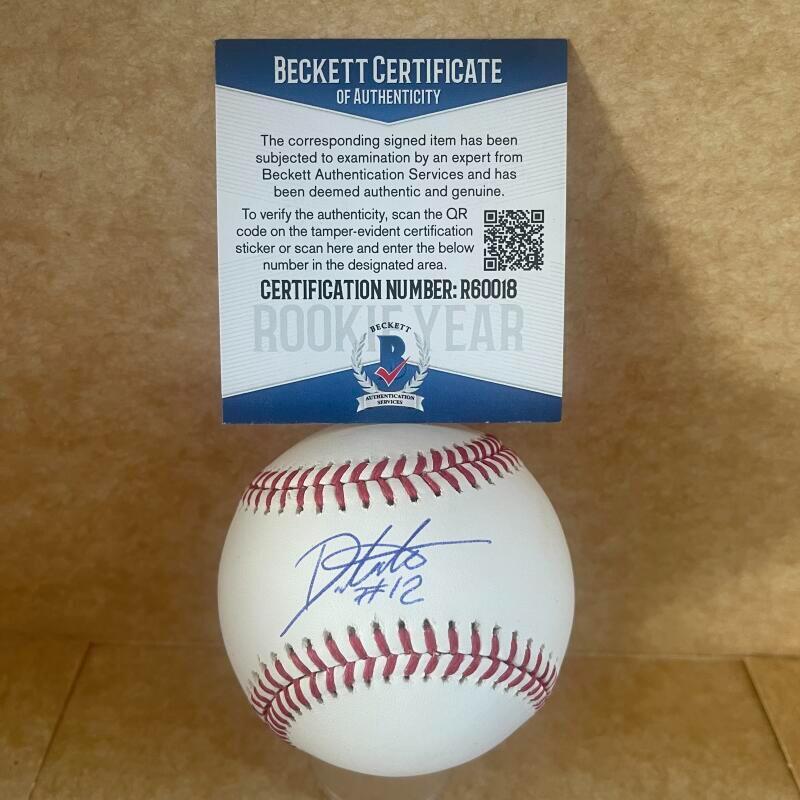 BECKETT CERTIFICATE
OF AUTHENTICITY
The corresponding signed item has been
subjected to examination by an expert from
Beckett Authentication Services and has
been deemed authentic and genuine.
To verify the authenticity, scan the QR
code on the tamper-evident certification
sticker or scan here and enter the below
number in the designated area.
CERTIFICATION NUMBER: R60018
ROOKIE YEAR
BECKETT
B
AUTHENTICATION
SERVICES
#12